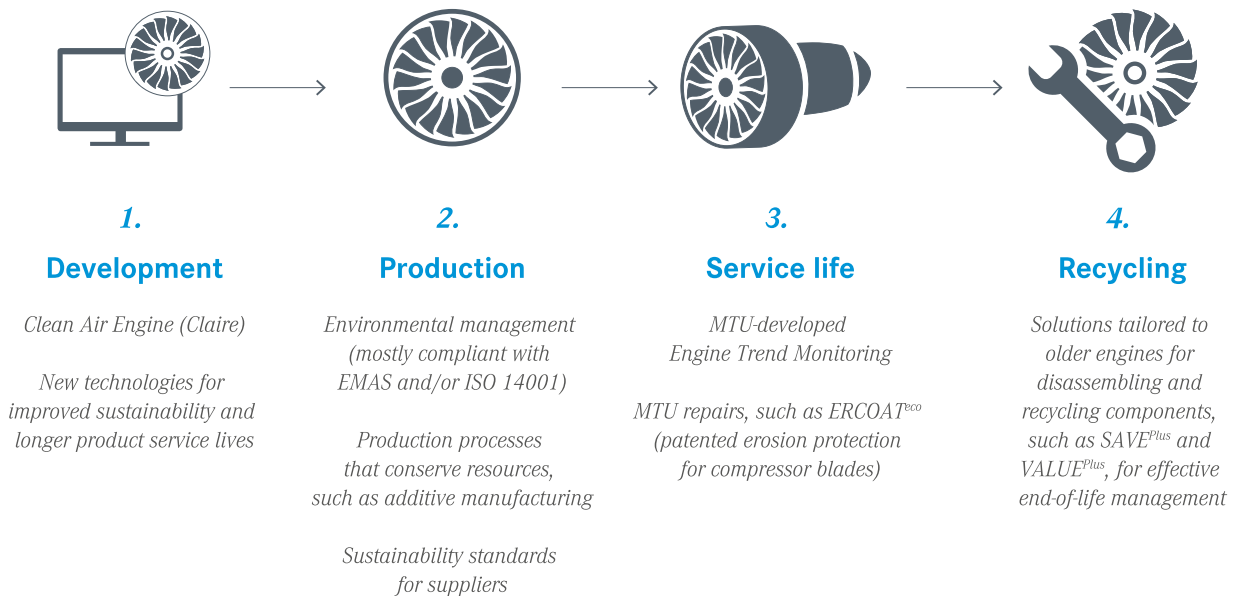 1.
Development
Clean Air Engine (Claire)
New technologies for
improved sustainability and
longer product service lives
2.
Production
Environmental management
(mostly compliant with
EMAS and/or ISO 14001)
Production processes
that conserve resources,
such as additive manufacturing
Sustainability standards
for suppliers
3.
Service life
MTU-developed
Engine Trend Monitoring
MTU repairs, such as ERCOATeco
(patented erosion protection
for compressor blades)
4.
Recycling
Solutions tailored to
older engines for
disassembling and
recycling components,
such as SAVEPlus and
VALUEPlus, for effective
end-of-life management